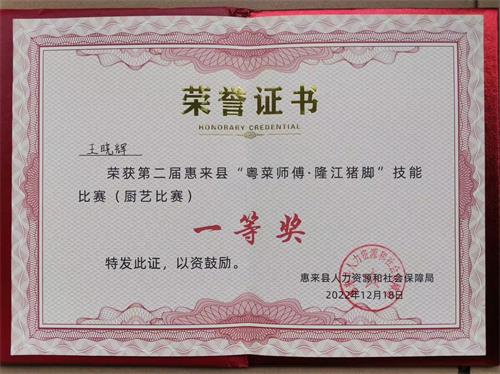 荣誉证书
HONORARY CREDENTIAL
王晓辉
荣获第二届惠来县“粤菜师傅·隆江猪脚”技能
比赛（厨艺比赛）
一等奖
特发此证，以资鼓励。
惠来县人力资源和社会保障局
2022年12月18日